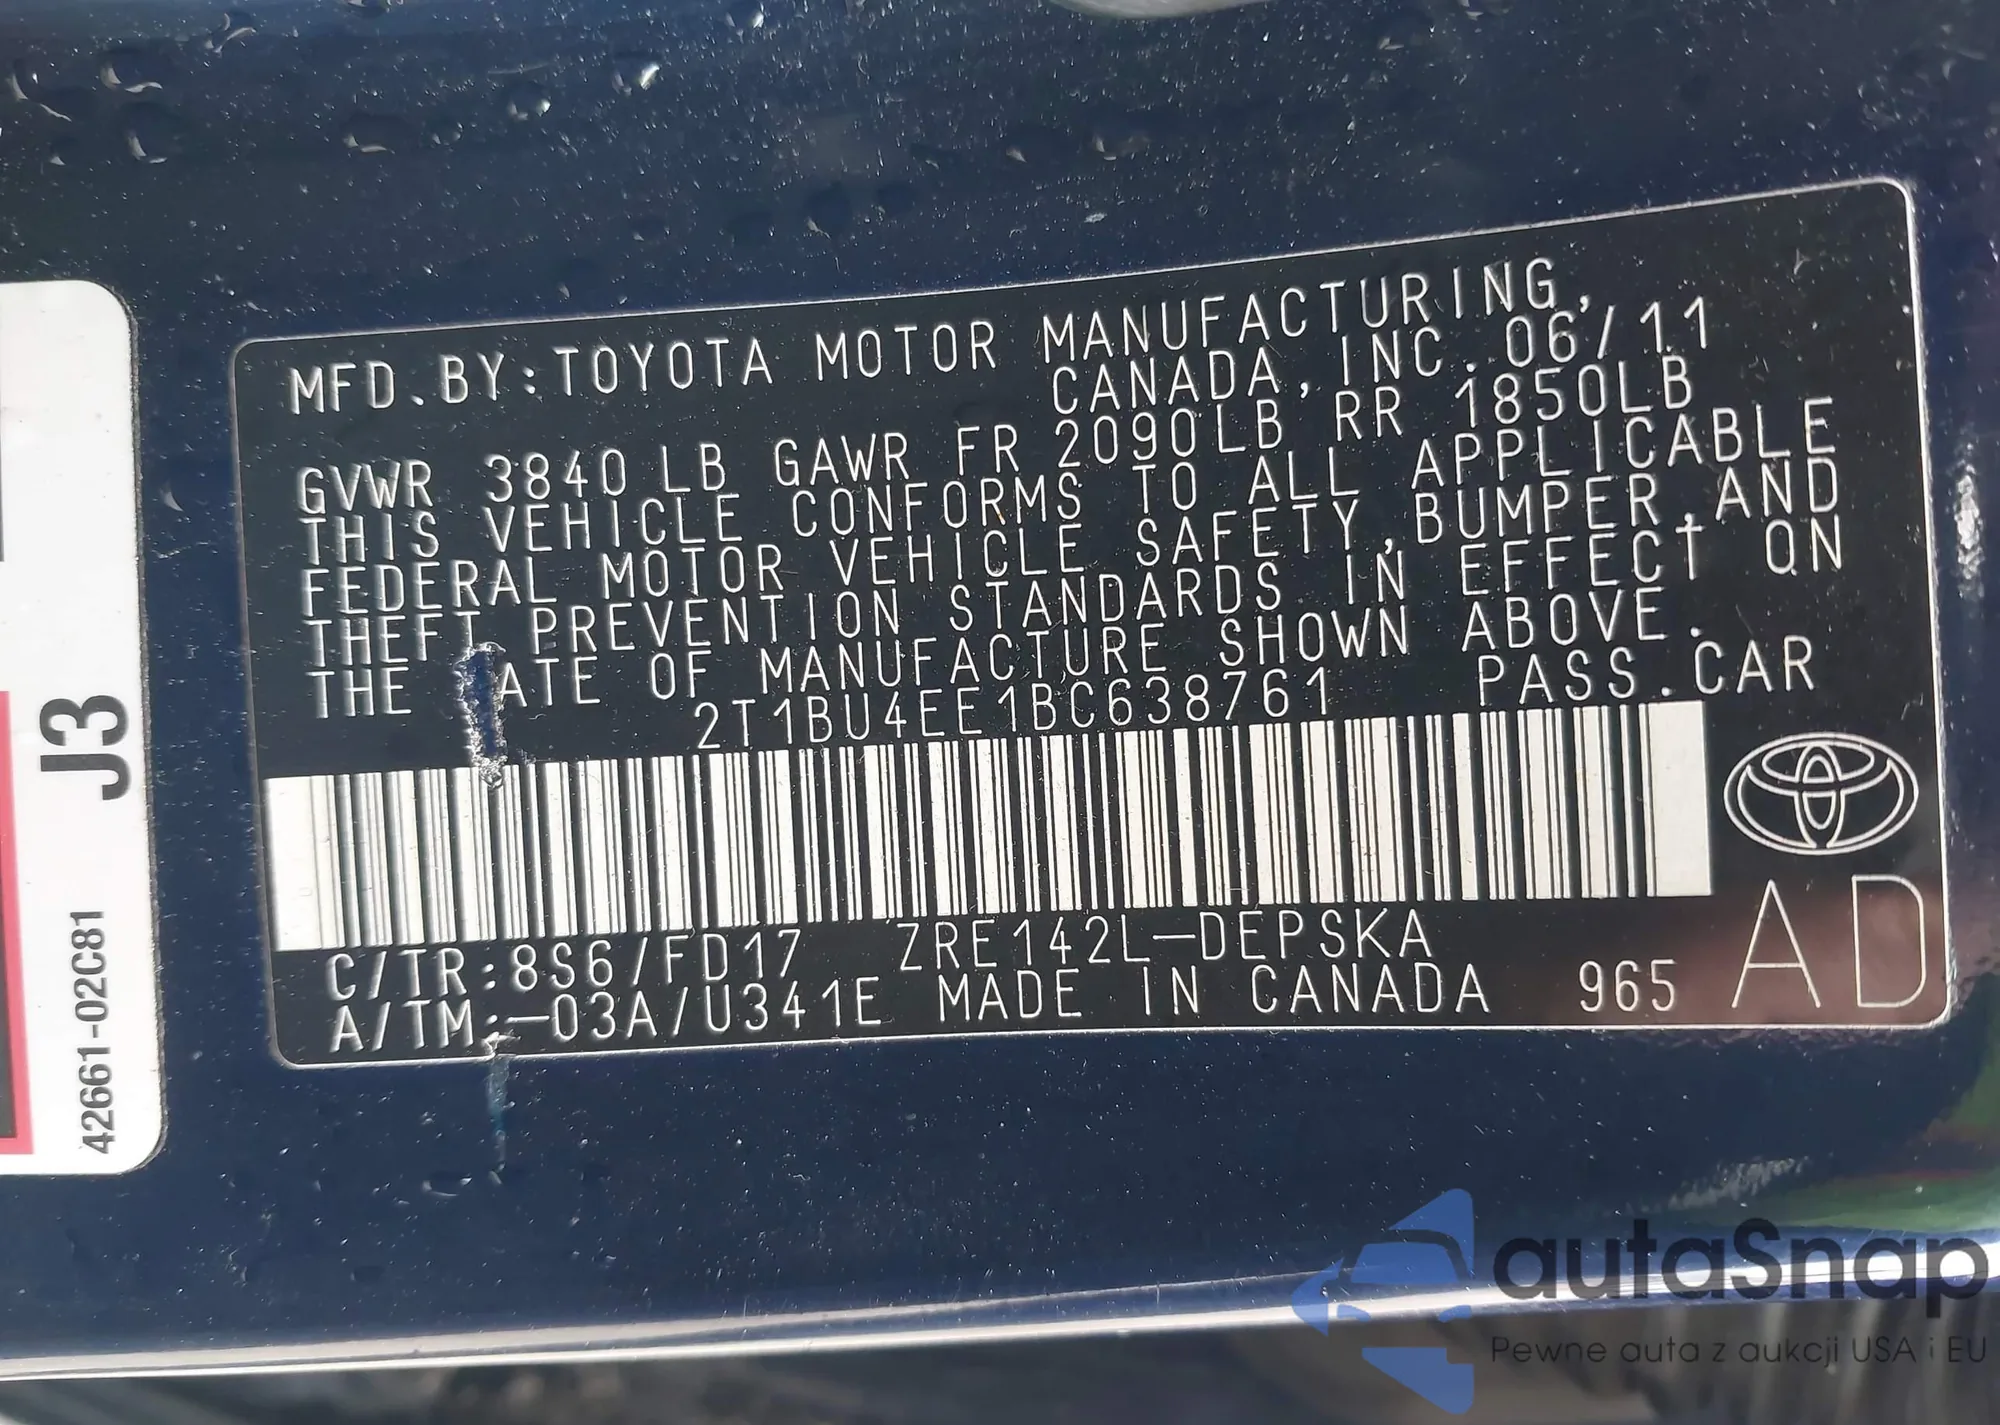 MFD.BY:TOYOTA MOTOR MANUFACTURING,
CANADA, INC. 06/11
GVWR 3840LB GAWR FR 2090LB RR 1850LB
THIS VEHICLE CONFORMS TO ALL APPLICABLE
FEDERAL MOTOR VEHICLE SAFETY,BUMPER,AND
THEFT PREVENTION STANDARDS IN EFFECT ON
THE ATE OF MANUFACTURE SHOWN ABOVE.
2T1BU4EE1BC638761 PASS.CAR
C/TR:8S6/FD17 ZRE142L-DEPSKA
A/TM:-03A/U341E MADE IN CANADA 965
AD
J3
42661-02C81
autaSnap
Pewne auta z aukcji USA i EU